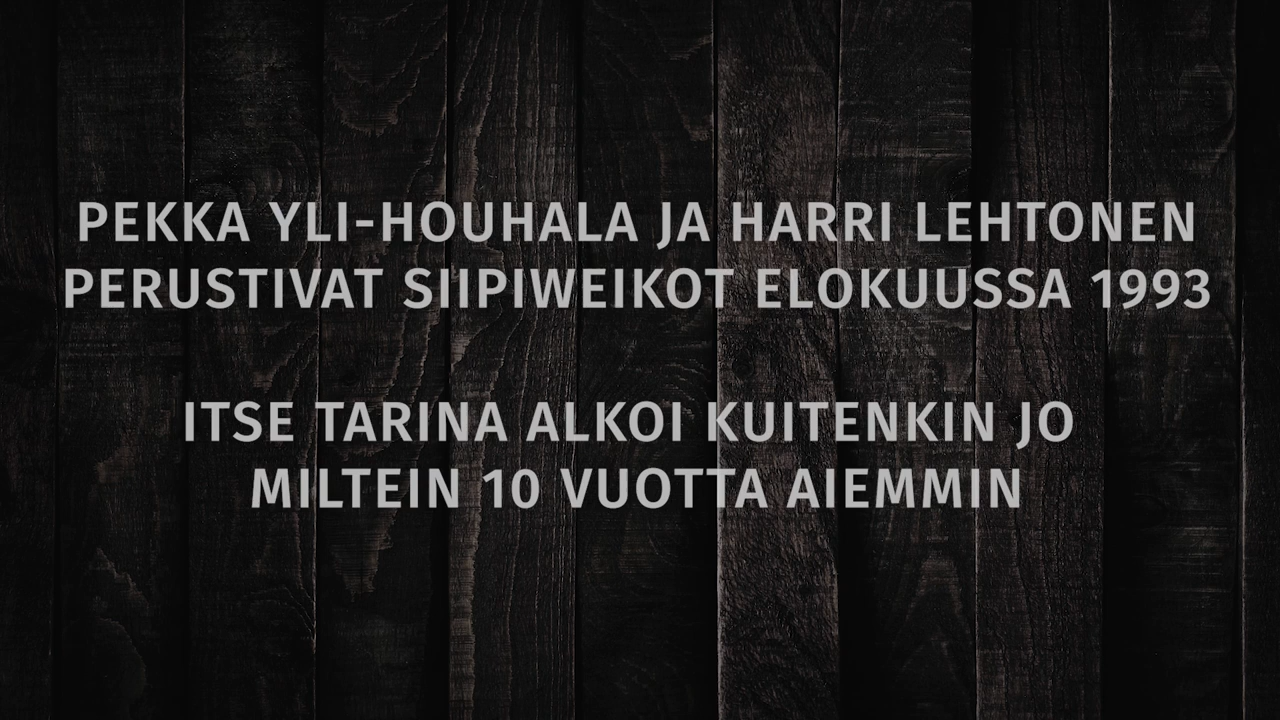 PEKKA YLI-HOUHALA JA HARRI LEHTONEN
PERUSTIVAT SIIPIWEIKOT ELOKUUSSA 1993
ITSE TARINA ALKOI KUITENKIN JO
MILTEIN 10 VUOTTA AIEMMIN